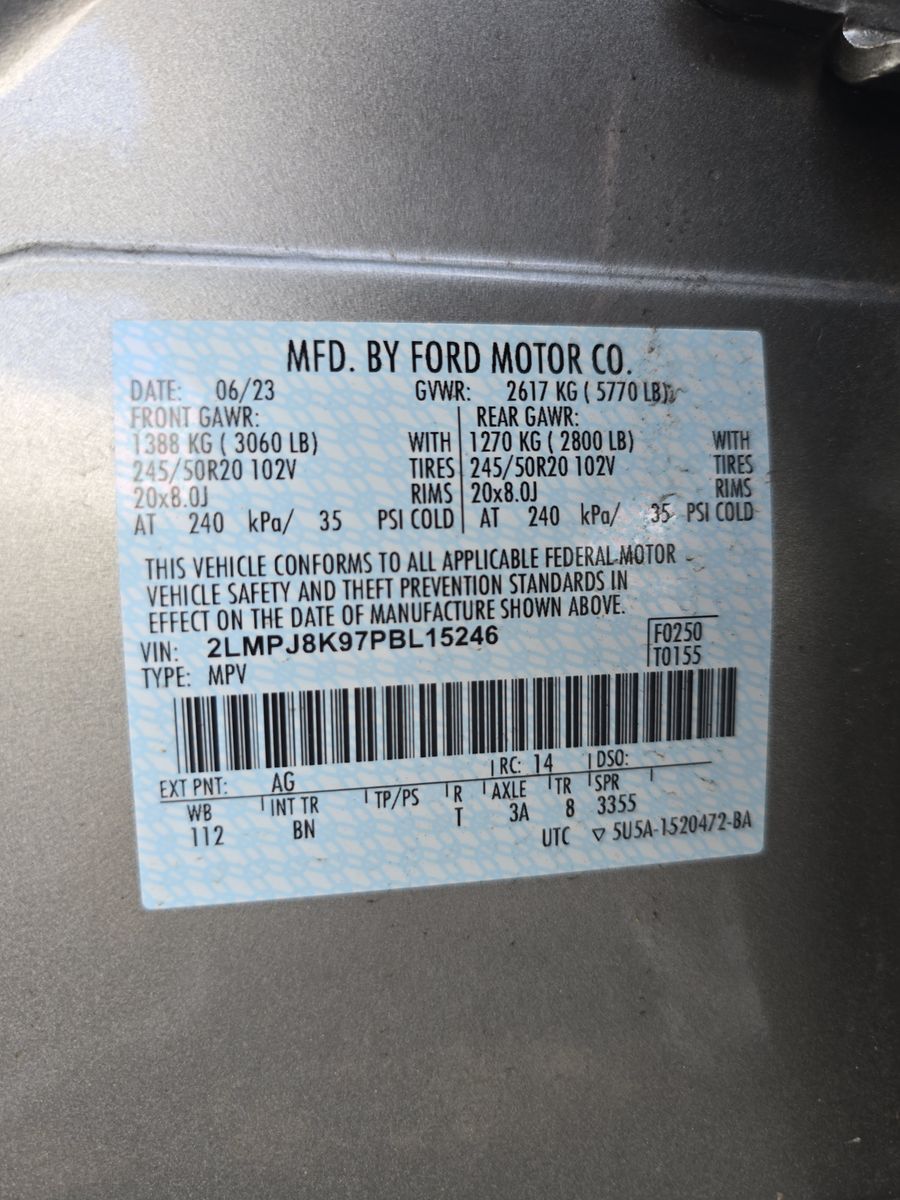 MFD. BY FORD MOTOR CO.
DATE: 06/23 GVWR: 2617 KG ( 5770 LB)
FRONT GAWR: REAR GAWR:
1388 KG ( 3060 LB) WITH 1270 KG ( 2800 LB) WITH
245/50R20 102V TIRES 245/50R20 102V TIRES
20x8.0J RIMS 20x8.0J RIMS
AT 240 kPa/ 35 PSI COLD AT 240 kPa/ 35 PSI COLD
THIS VEHICLE CONFORMS TO ALL APPLICABLE FEDERAL MOTOR
VEHICLE SAFETY AND THEFT PREVENTION STANDARDS IN
EFFECT ON THE DATE OF MANUFACTURE SHOWN ABOVE.
VIN: 2LMPJ8K97PBL15246 F0250
TYPE: MPV T0155
EXT PNT: AG RC: 14 DSO:
WB INT TR TP/PS R AXLE TR SPR
112 BN T 3A 8 3355
UTC ▽ 5U5A-1520472-BA